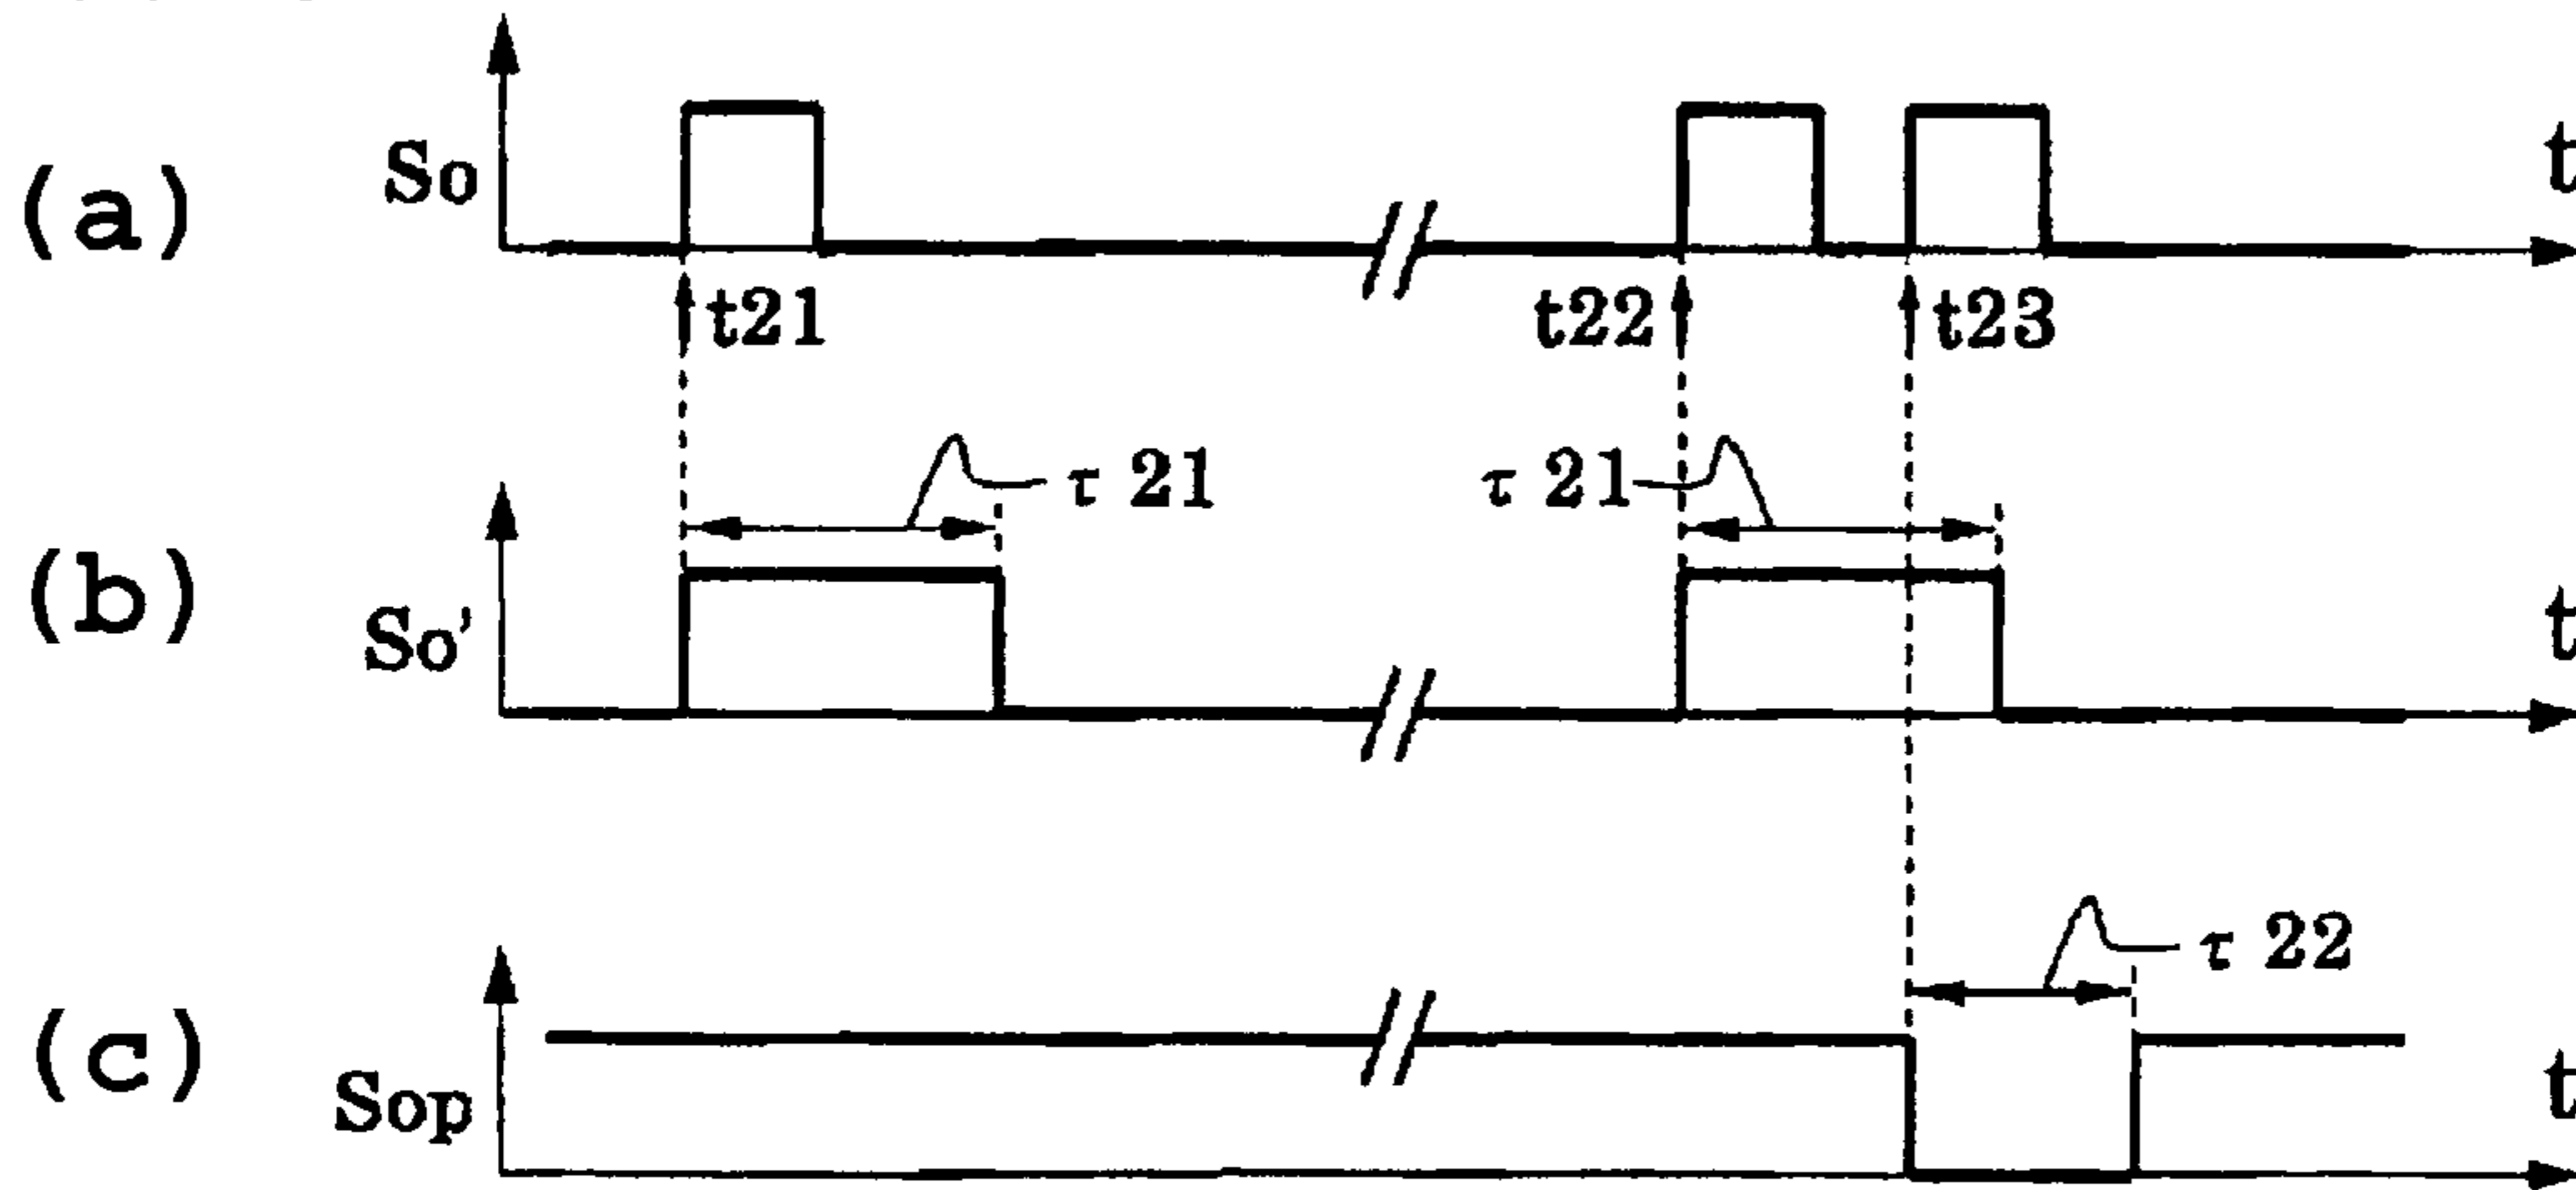 (a) So t
t21 t22 t23
τ 21 τ 21
(b) So' t
τ 22
(c) Sop t